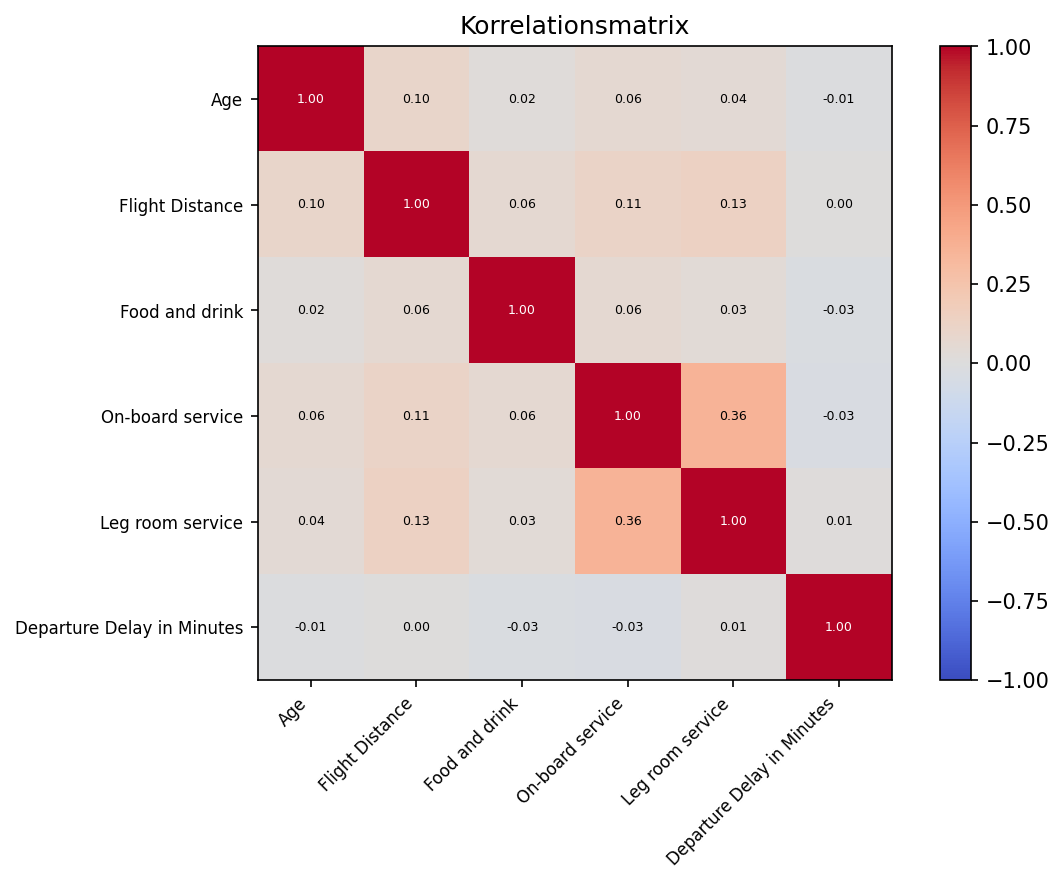 Korrelationsmatrix
Age 1.00 0.10 0.02 0.06 0.04 -0.01
Flight Distance 0.10 1.00 0.06 0.11 0.13 0.00
Food and drink 0.02 0.06 1.00 0.06 0.03 -0.03
On-board service 0.06 0.11 0.06 1.00 0.36 -0.03
Leg room service 0.04 0.13 0.03 0.36 1.00 0.01
Departure Delay in Minutes -0.01 0.00 -0.03 -0.03 0.01 1.00
Age
Flight Distance
Food and drink
On-board service
Leg room service
Departure Delay in Minutes
1.00
0.75
0.50
0.25
0.00
−0.25
−0.50
−0.75
−1.00